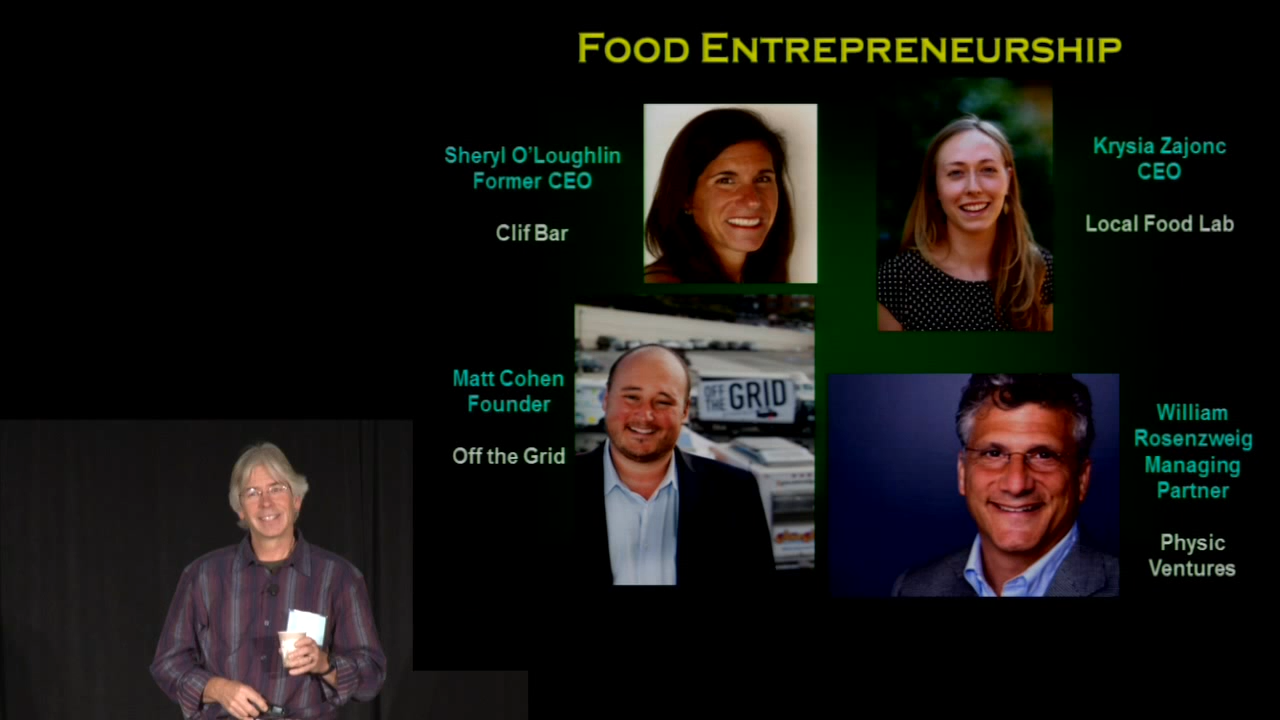 FOOD ENTREPRENEURSHIP
Sheryl O'Loughlin
Former CEO
Clif Bar
Krysia Zajonc
CEO
Local Food Lab
Matt Cohen
Founder
Off the Grid
OFF THE GRID
William
Rosenzweig
Managing
Partner
Physic
Ventures